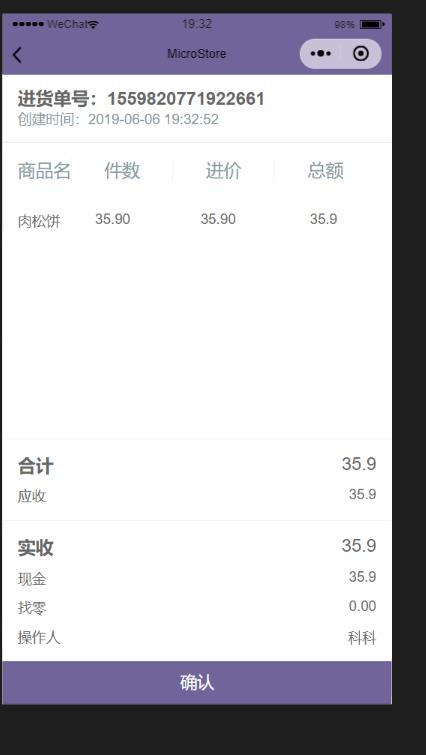 WeChat 19:32 98%
MicroStore
进货单号：1559820771922661
创建时间：2019-06-06 19:32:52
商品名 件数 进价 总额
肉松饼 35.90 35.90 35.9
合计 35.9
应收 35.9
实收 35.9
现金 35.9
找零 0.00
操作人 科科
确认